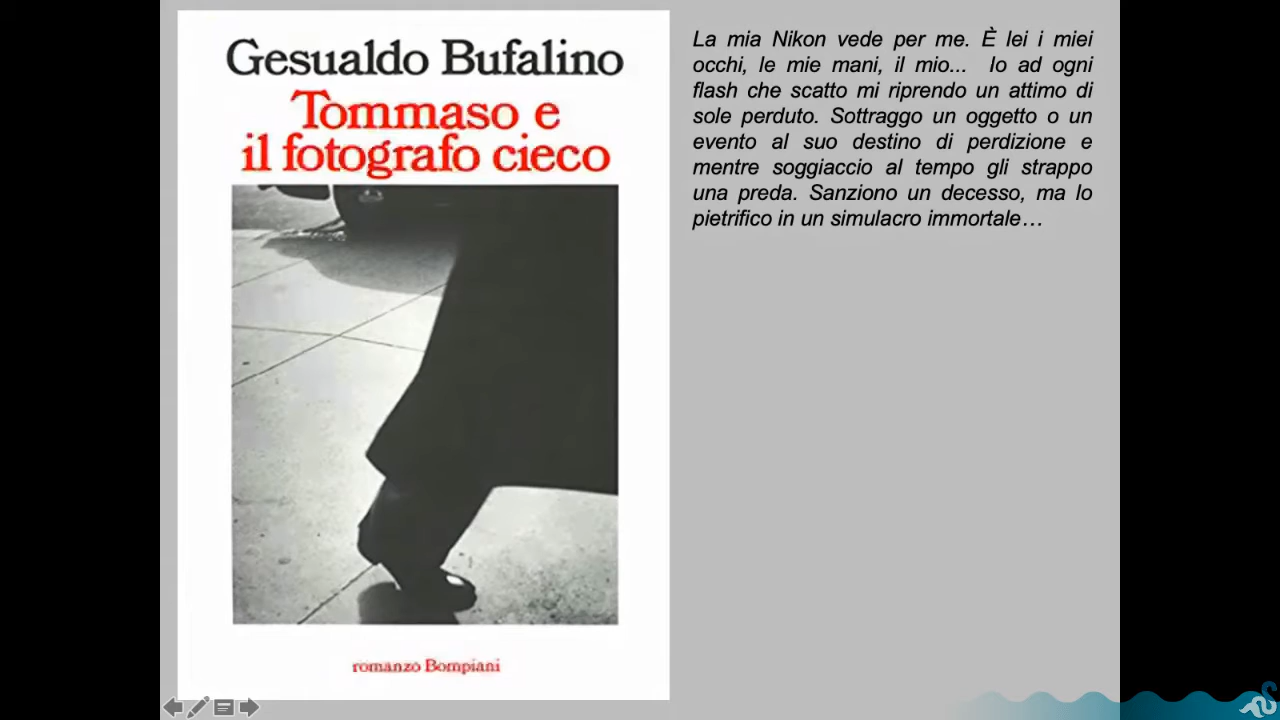 Gesualdo Bufalino
Tommaso e
il fotografo cieco
romanzo Bompiani
La mia Nikon vede per me. È lei i miei
occhi, le mie mani, il mio... Io ad ogni
flash che scatto mi riprendo un attimo di
sole perduto. Sottraggo un oggetto o un
evento al suo destino di perdizione e
mentre soggiaccio al tempo gli strappo
una preda. Sanziono un decesso, ma lo
pietrifico in un simulacro immortale…